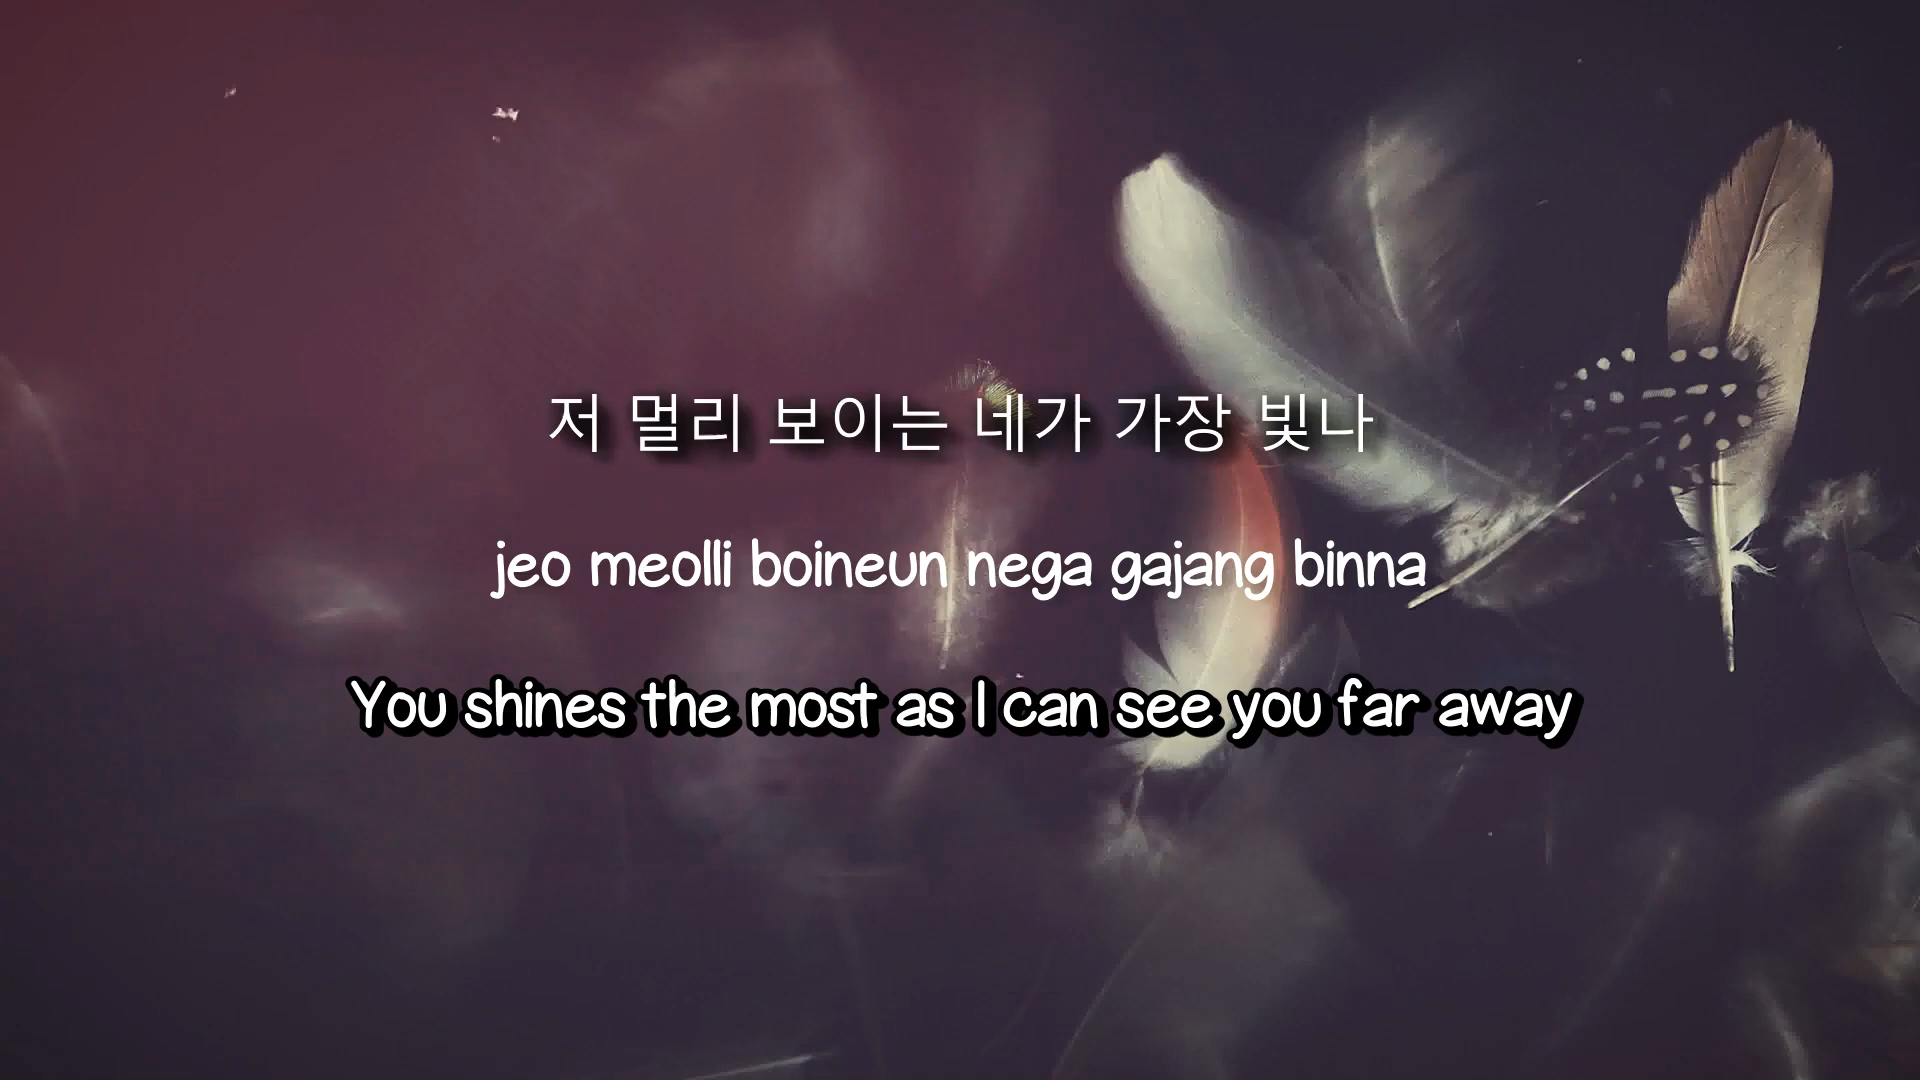 저 멀리 보이는 네가 가장 빛나
jeo meolli boineun nega gajang binna
You shines the most as I can see you far away